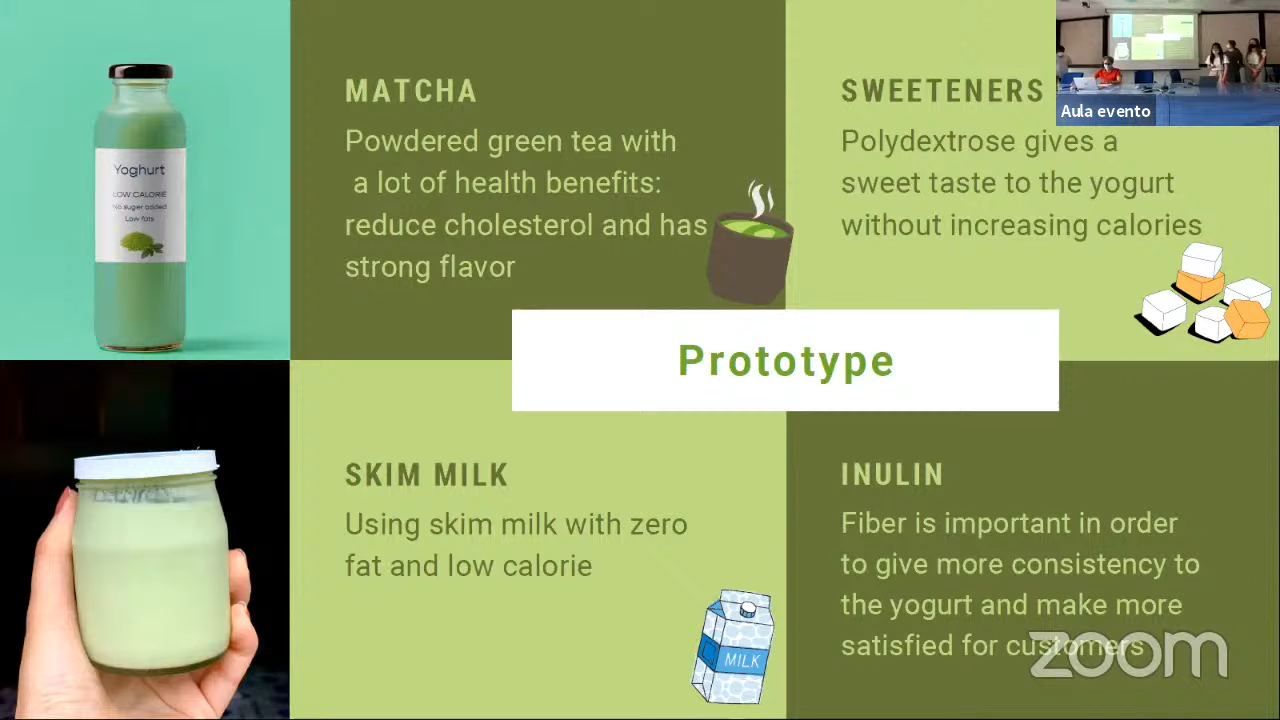 Yoghurt
LOW CALORIE
No sugar added
Low fats
MATCHA
Powdered green tea with
a lot of health benefits:
reduce cholesterol and has
strong flavor
SWEETENERS
Polydextrose gives a
sweet taste to the yogurt
without increasing calories
Aula evento
Prototype
SKIM MILK
Using skim milk with zero
fat and low calorie
MILK
INULIN
Fiber is important in order
to give more consistency to
the yogurt and make more
satisfied for customers
zoom